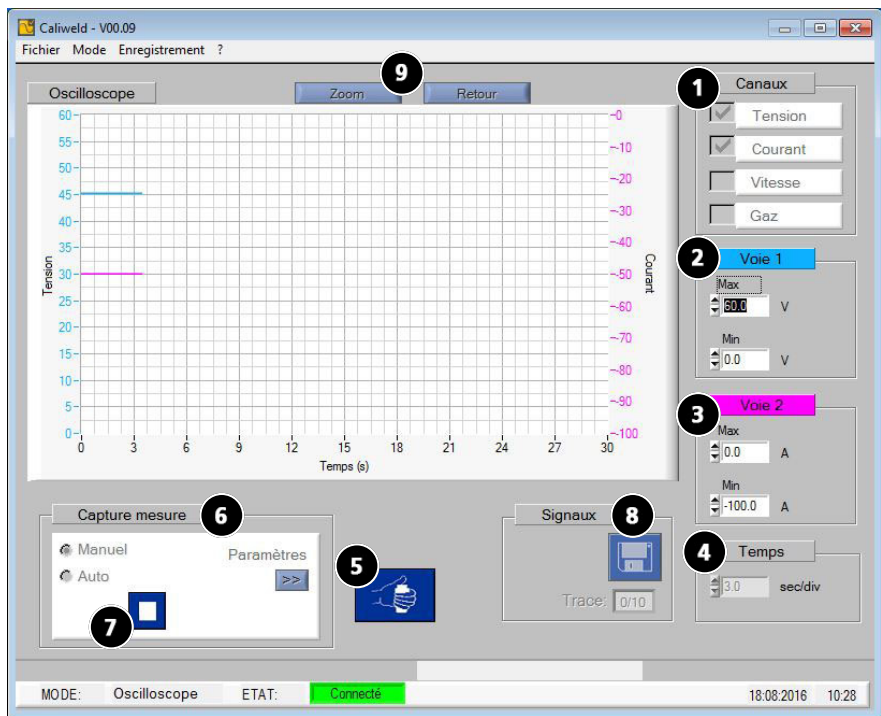 Caliweld - V00.09
Fichier Mode Enregistrement ?
9
Oscilloscope
Zoom
Retour
60
55
50
45
40
35
30
25
20
15
10
5
0
Tension
0
-10
-20
-30
-40
-50
-60
-70
-80
-90
-100
Courant
0 3 6 9 12 15 18 21 24 27 30
Temps (s)
1
Canaux
Tension
Courant
Vitesse
Gaz
2
Voie 1
Max
60.0 V
Min
0.0 V
3
Voie 2
Max
0.0 A
Min
-100.0 A
4
Temps
3.0 sec/div
Capture mesure
6
Manuel
Auto
Paramètres
>>
7
5
Signaux
8
Trace: 0/10
MODE: Oscilloscope ETAT: Connecté 18:08:2016 10:28